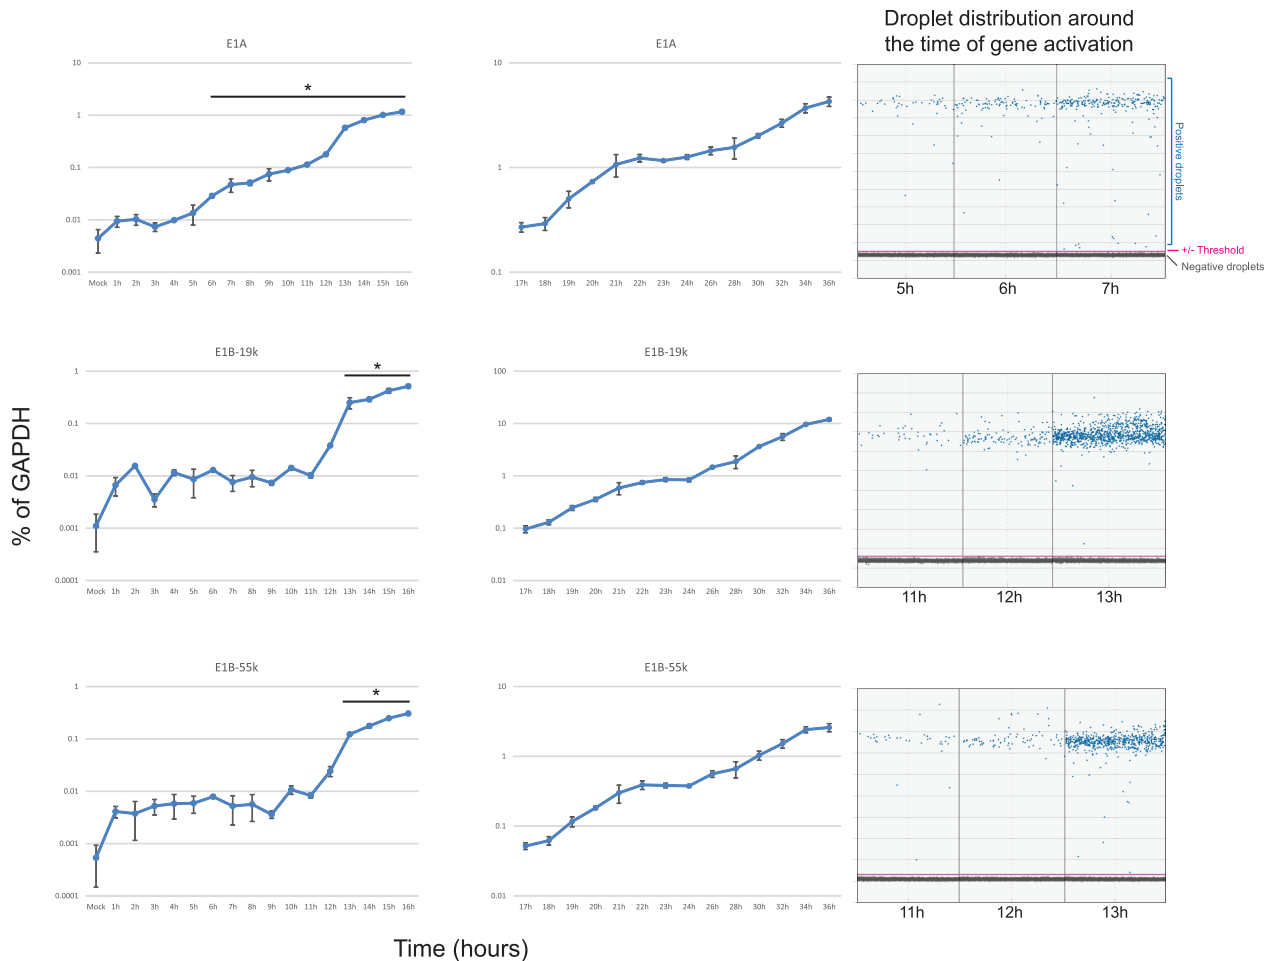 Droplet distribution around
the time of gene activation
E1A
10
1
0.1
0.01
0.001
*
Mock 1h 2h 3h 4h 5h 6h 7h 8h 9h 10h 11h 12h 13h 14h 15h 16h
E1A
10
1
0.1
17h 18h 19h 20h 21h 22h 23h 24h 26h 28h 30h 32h 34h 36h
Positive droplets
+/- Threshold
Negative droplets
5h 6h 7h
% of GAPDH
E1B-19k
1
0.1
0.01
0.001
0.0001
*
Mock 1h 2h 3h 4h 5h 6h 7h 8h 9h 10h 11h 12h 13h 14h 15h 16h
E1B-19k
100
10
1
0.1
0.01
17h 18h 19h 20h 21h 22h 23h 24h 26h 28h 30h 32h 34h 36h
11h 12h 13h
E1B-55k
1
0.1
0.01
0.001
0.0001
*
Mock 1h 2h 3h 4h 5h 6h 7h 8h 9h 10h 11h 12h 13h 14h 15h 16h
E1B-55k
10
1
0.1
0.01
17h 18h 19h 20h 21h 22h 23h 24h 26h 28h 30h 32h 34h 36h
11h 12h 13h
Time (hours)